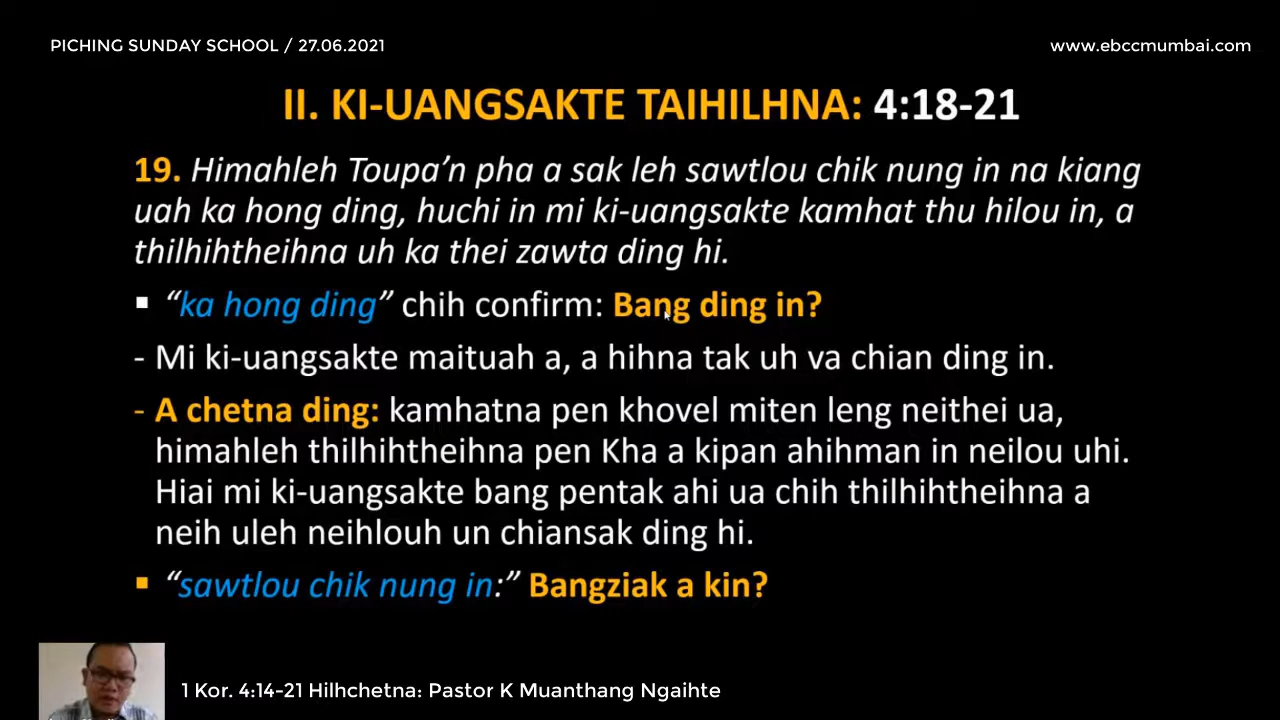 PICHING SUNDAY SCHOOL / 27.06.2021
www.ebccmumbai.com
II. KI-UANGSAKTE TAIHILHNA: 4:18-21
19. Himahleh Toupa’n pha a sak leh sawtlou chik nung in na kiang
uah ka hong ding, huchi in mi ki-uangsakte kamhat thu hilou in, a
thilhihtheihna uh ka thei zawta ding hi.
▪ “ka hong ding” chih confirm: Bang ding in?
- Mi ki-uangsakte maituah a, a hihna tak uh va chian ding in.
- A chetna ding: kamhatna pen khovel miten leng neithei ua,
himahleh thilhihtheihna pen Kha a kipan ahihman in neilou uhi.
Hiai mi ki-uangsakte bang pentak ahi ua chih thilhihtheihna a
neih uleh neihlouh un chiansak ding hi.
▪ “sawtlou chik nung in:” Bangziak a kin?
1 Kor. 4:14-21 Hilhchetna: Pastor K Muanthang Ngaihte